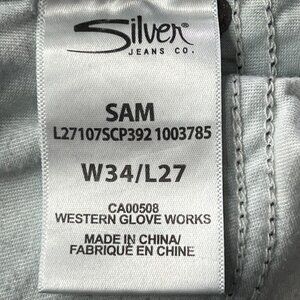 Silver
JEANS CO.
SAM
L27107SCP392 1003785
W34/L27
CA00508
WESTERN GLOVE WORKS
MADE IN CHINA/
FABRIQUÉ EN CHINE